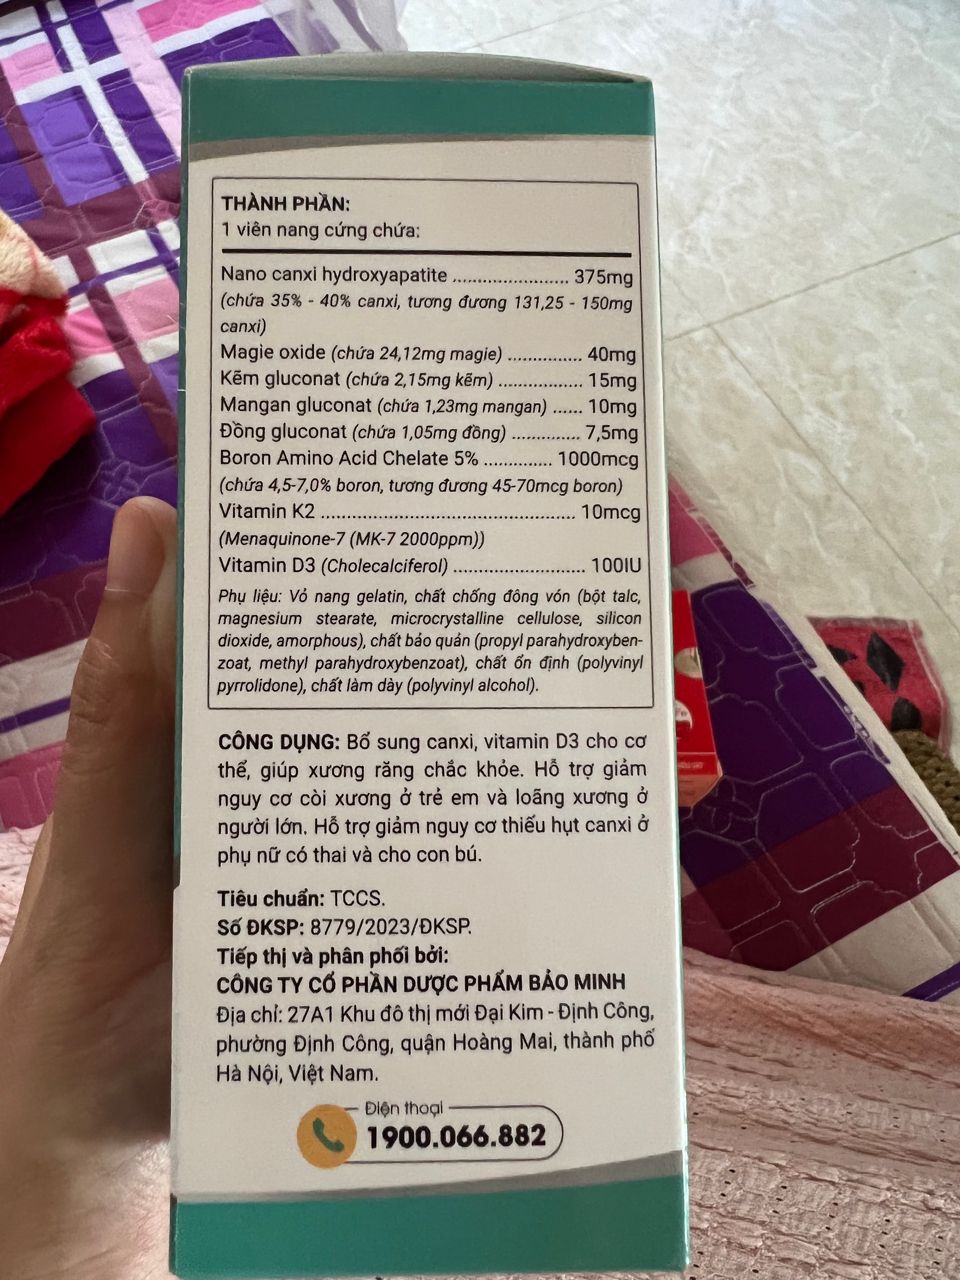 THÀNH PHẦN:
1 viên nang cứng chứa:
Nano canxi hydroxyapatite ...................... 375mg
(chứa 35% - 40% canxi, tương đương 131,25 - 150mg
canxi)
Magie oxide (chứa 24,12mg magie) .............. 40mg
Kẽm gluconat (chứa 2,15mg kẽm) ................ 15mg
Mangan gluconat (chứa 1,23mg mangan) ...... 10mg
Đồng gluconat (chứa 1,05mg đồng) ............. 7,5mg
Boron Amino Acid Chelate 5% ............. 1000mcg
(chứa 4,5-7,0% boron, tương đương 45-70mcg boron)
Vitamin K2 ................................................ 10mcg
(Menaquinone-7 (MK-7 2000ppm))
Vitamin D3 (Cholecalciferol) ......................... 100IU
Phụ liệu: Vỏ nang gelatin, chất chống đông vón (bột talc,
magnesium stearate, microcrystalline cellulose, silicon
dioxide, amorphous), chất bảo quản (propyl parahydroxyben-
zoat, methyl parahydroxybenzoat), chất ổn định (polyvinyl
pyrrolidone), chất làm dày (polyvinyl alcohol).
CÔNG DỤNG: Bổ sung canxi, vitamin D3 cho cơ
thể, giúp xương răng chắc khỏe. Hỗ trợ giảm
nguy cơ còi xương ở trẻ em và loãng xương ở
người lớn. Hỗ trợ giảm nguy cơ thiếu hụt canxi ở
phụ nữ có thai và cho con bú.
Tiêu chuẩn: TCCS.
Số ĐKSP: 8779/2023/ĐKSP.
Tiếp thị và phân phối bởi:
CÔNG TY CỔ PHẦN DƯỢC PHẨM BẢO MINH
Địa chỉ: 27A1 Khu đô thị mới Đại Kim - Định Công,
phường Định Công, quận Hoàng Mai, thành phố
Hà Nội, Việt Nam.
Điện thoại
1900.066.882